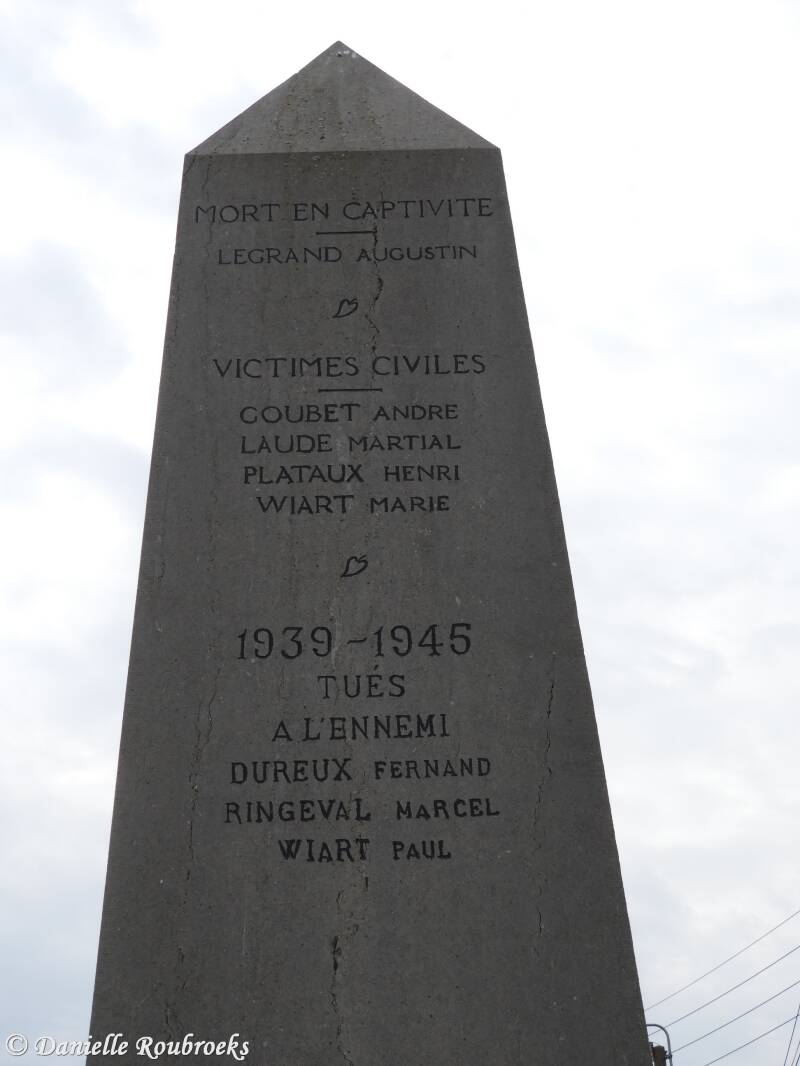 MORT EN CAPTIVITE
LEGRAND AUGUSTIN
VICTIMES CIVILES
GOUBET ANDRE
LAUDE MARTIAL
PLATAUX HENRI
WIART MARIE
1939-1945
TUÉS
A L'ENNEMI
DUREUX FERNAND
RINGEVAL MARCEL
WIART PAUL
© Danielle Roubroeks